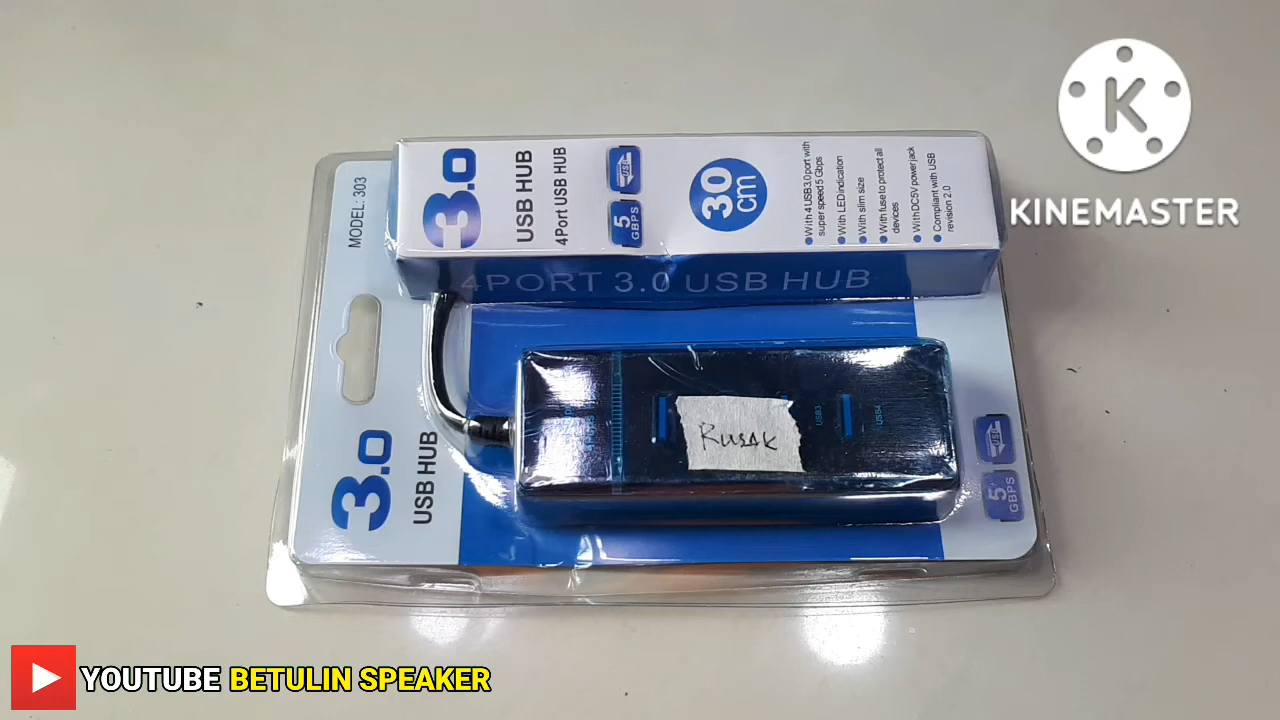 KINEMASTER
MODEL: 303
3.0
USB HUB
4Port USB HUB
USB
5
GBPS
30
cm
With 4 USB3.0 port with
super speed 5 Gbps
With LED indication
With slim size
With fuse to protect all
devices
With DC5V power jack
Compliant with USB
revision 2.0
4PORT 3.0 USB HUB
3.0
USB HUB
Rusak
USB3
USB4
USB
5
GBPS
YOUTUBE BETULIN SPEAKER